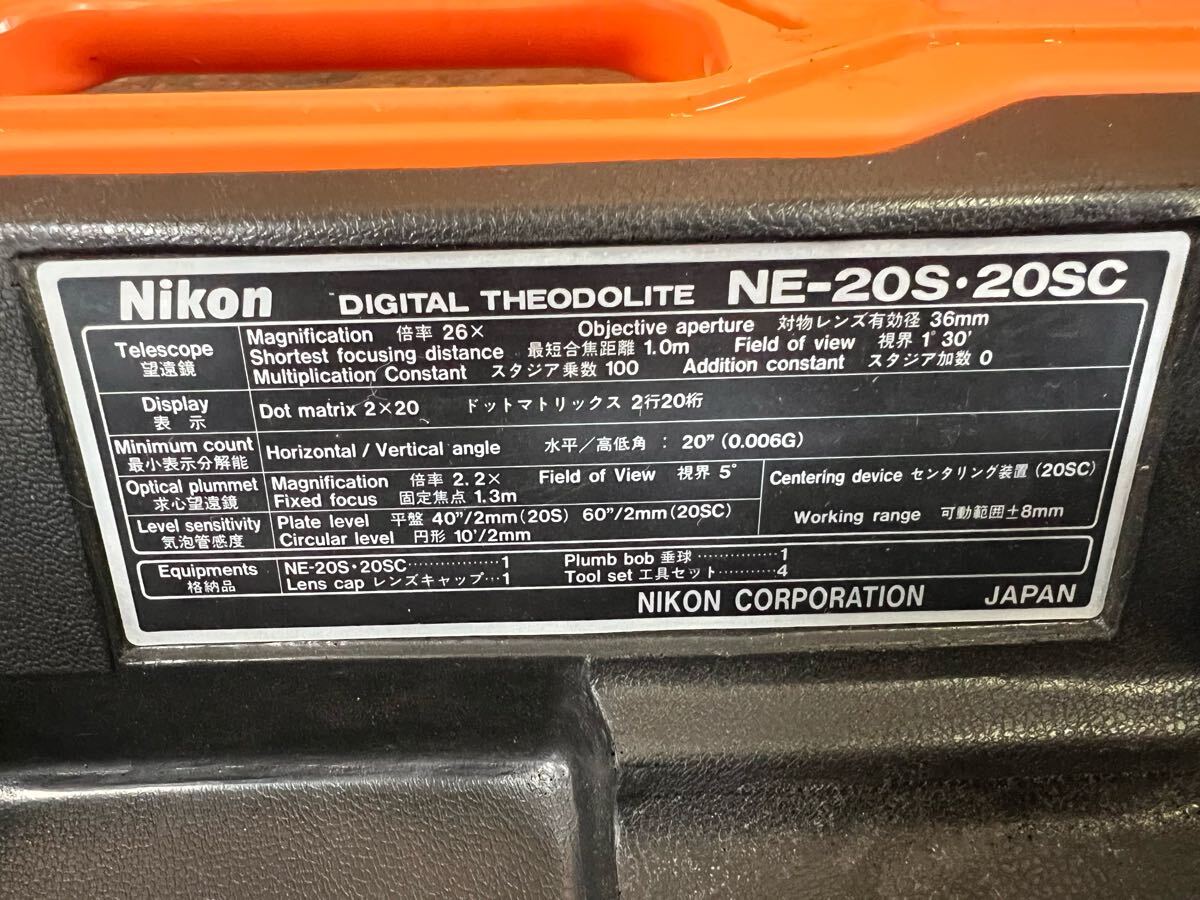 Nikon DIGITAL THEODOLITE NE-20S・20SC
Telescope
望遠鏡
Magnification 倍率 26× Objective aperture 対物レンズ有効径 36mm
Shortest focusing distance 最短合焦距離 1.0m Field of view 視界 1°30′
Multiplication Constant スタジア乗数 100 Addition constant スタジア加数 0
Display
表示
Dot matrix 2×20 ドットマトリックス 2行20桁
Minimum count
最小表示分解能
Horizontal / Vertical angle 水平／高低角 : 20” (0.006G)
Optical plummet
求心望遠鏡
Magnification 倍率 2.2× Field of View 視界 5°
Fixed focus 固定焦点 1.3m
Level sensitivity
気泡管感度
Plate level 平盤 40”/2mm (20S) 60”/2mm (20SC)
Circular level 円形 10′/2mm
Centering device センタリング装置 (20SC)
Working range 可動範囲 ±8mm
Equipments
格納品
NE-20S・20SC……………1
Lens cap レンズキャップ…1
Plumb bob 垂球……………1
Tool set 工具セット…………4
NIKON CORPORATION JAPAN